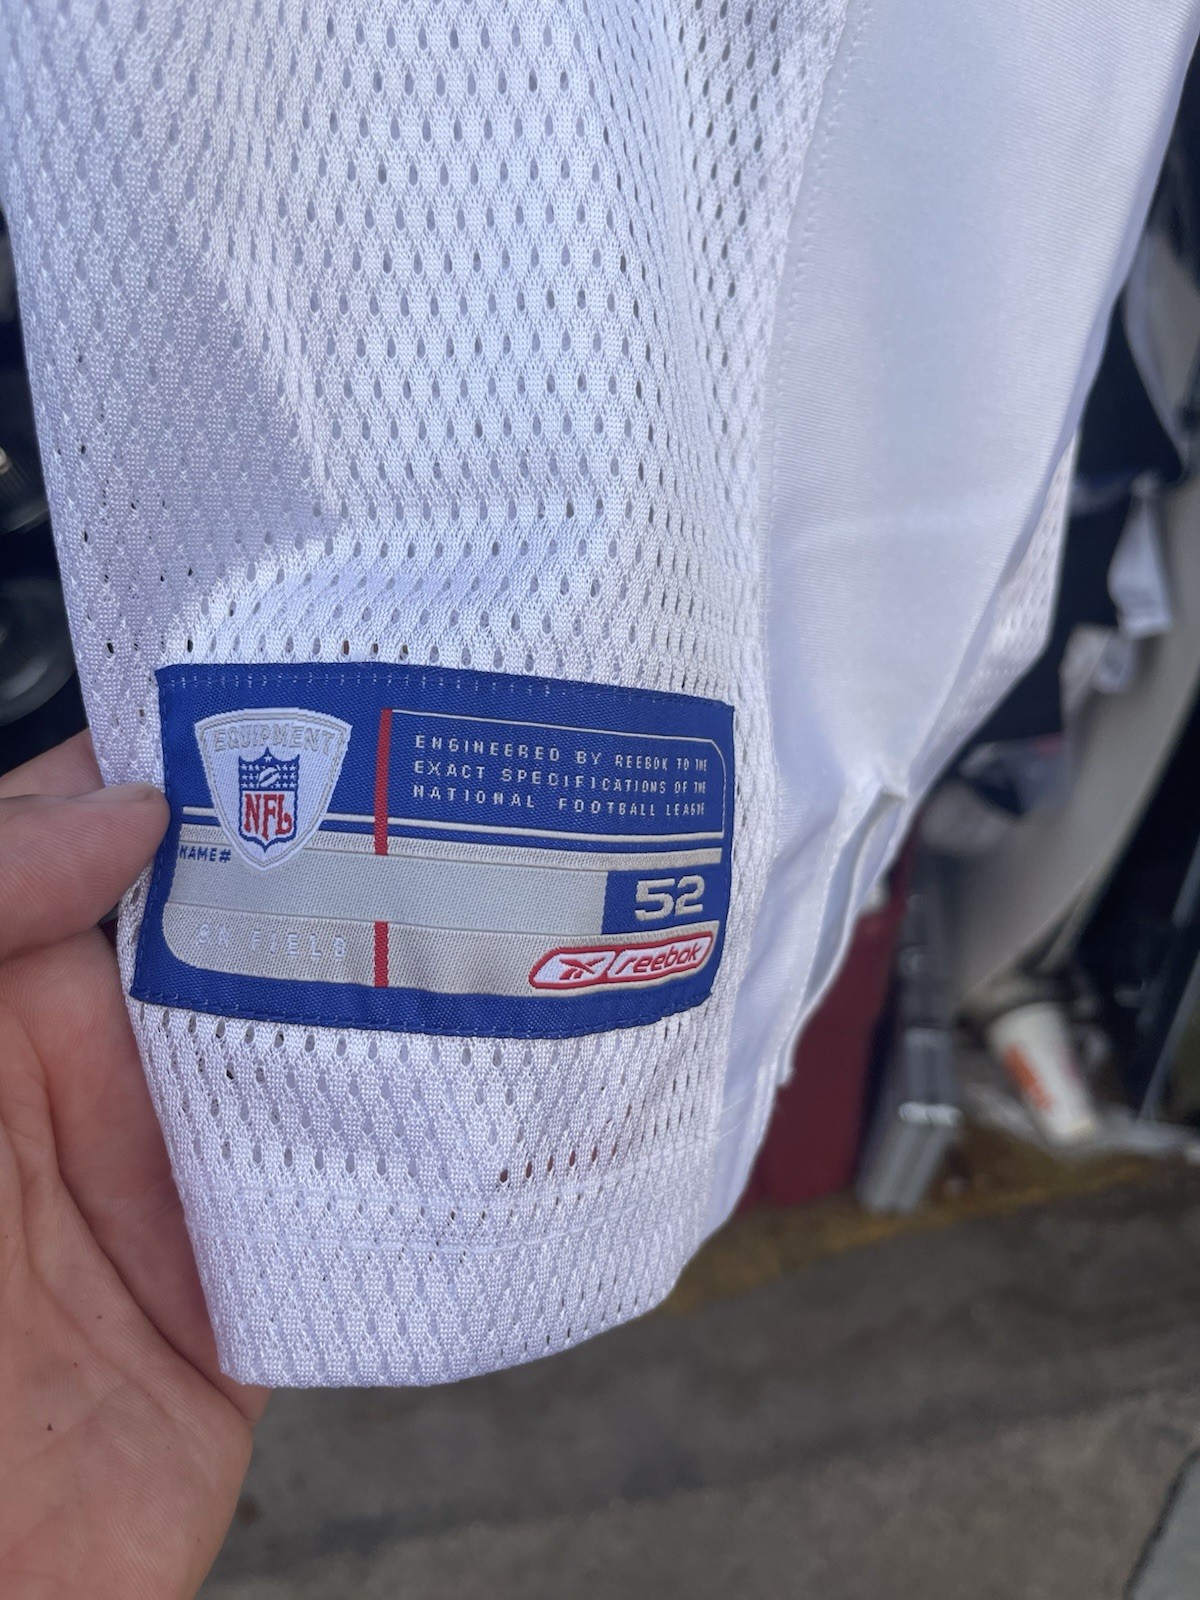 EQUIPMENT
NFL
ENGINEERED BY REEBOK TO THE
EXACT SPECIFICATIONS OF THE
NATIONAL FOOTBALL LEAGUE
NAME#
52
ON FIELD
reebok